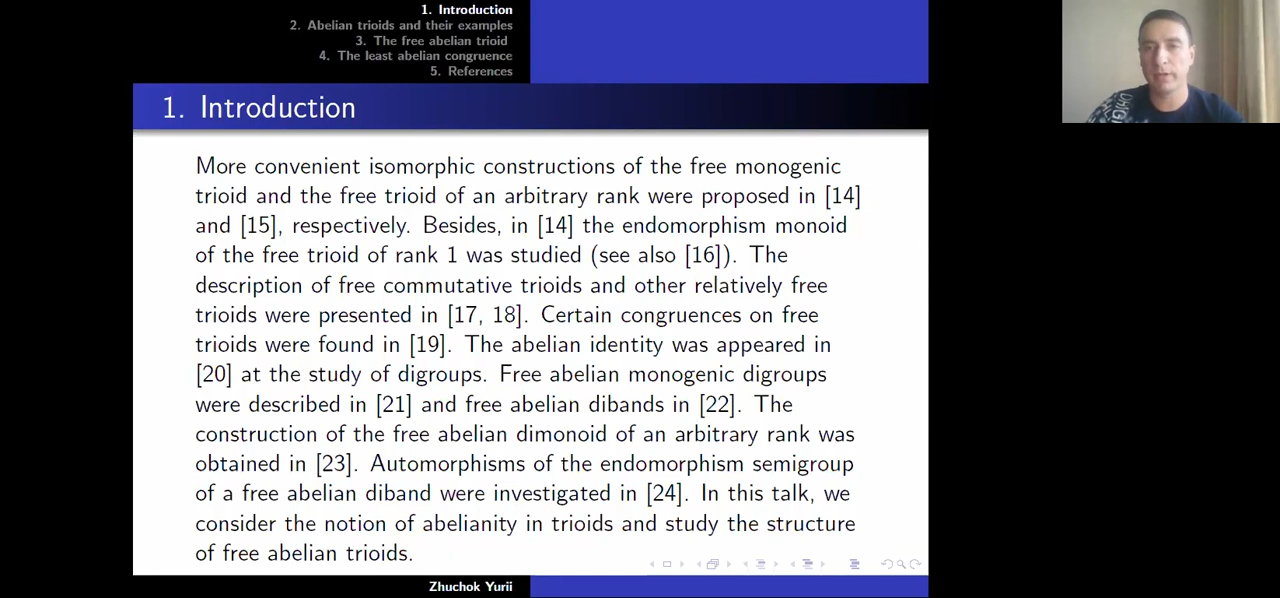 1. Introduction
2. Abelian trioids and their examples
3. The free abelian trioid
4. The least abelian congruence
5. References
1. Introduction
More convenient isomorphic constructions of the free monogenic
trioid and the free trioid of an arbitrary rank were proposed in [14]
and [15], respectively. Besides, in [14] the endomorphism monoid
of the free trioid of rank 1 was studied (see also [16]). The
description of free commutative trioids and other relatively free
trioids were presented in [17, 18]. Certain congruences on free
trioids were found in [19]. The abelian identity was appeared in
[20] at the study of digroups. Free abelian monogenic digroups
were described in [21] and free abelian dibands in [22]. The
construction of the free abelian dimonoid of an arbitrary rank was
obtained in [23]. Automorphisms of the endomorphism semigroup
of a free abelian diband were investigated in [24]. In this talk, we
consider the notion of abelianity in trioids and study the structure
of free abelian trioids.
Zhuchok Yurii